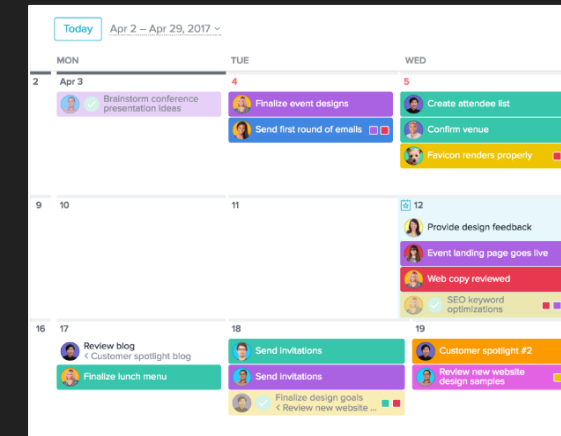 Today Apr 2 – Apr 29, 2017
MON TUE WED
2 Apr 3 4 5
Brainstorm conference
presentation ideas
Finalize event designs
Create attendee list
Send first round of emails
Confirm venue
Favicon renders properly
9 10 11 12
Provide design feedback
Event landing page goes live
Web copy reviewed
SEO keyword
optimizations
16 17 18 19
Review blog
< Customer spotlight blog
Send invitations
Customer spotlight #2
Finalize lunch menu
Send invitations
Review new website
design samples
Finalize design goals
< Review new website ...